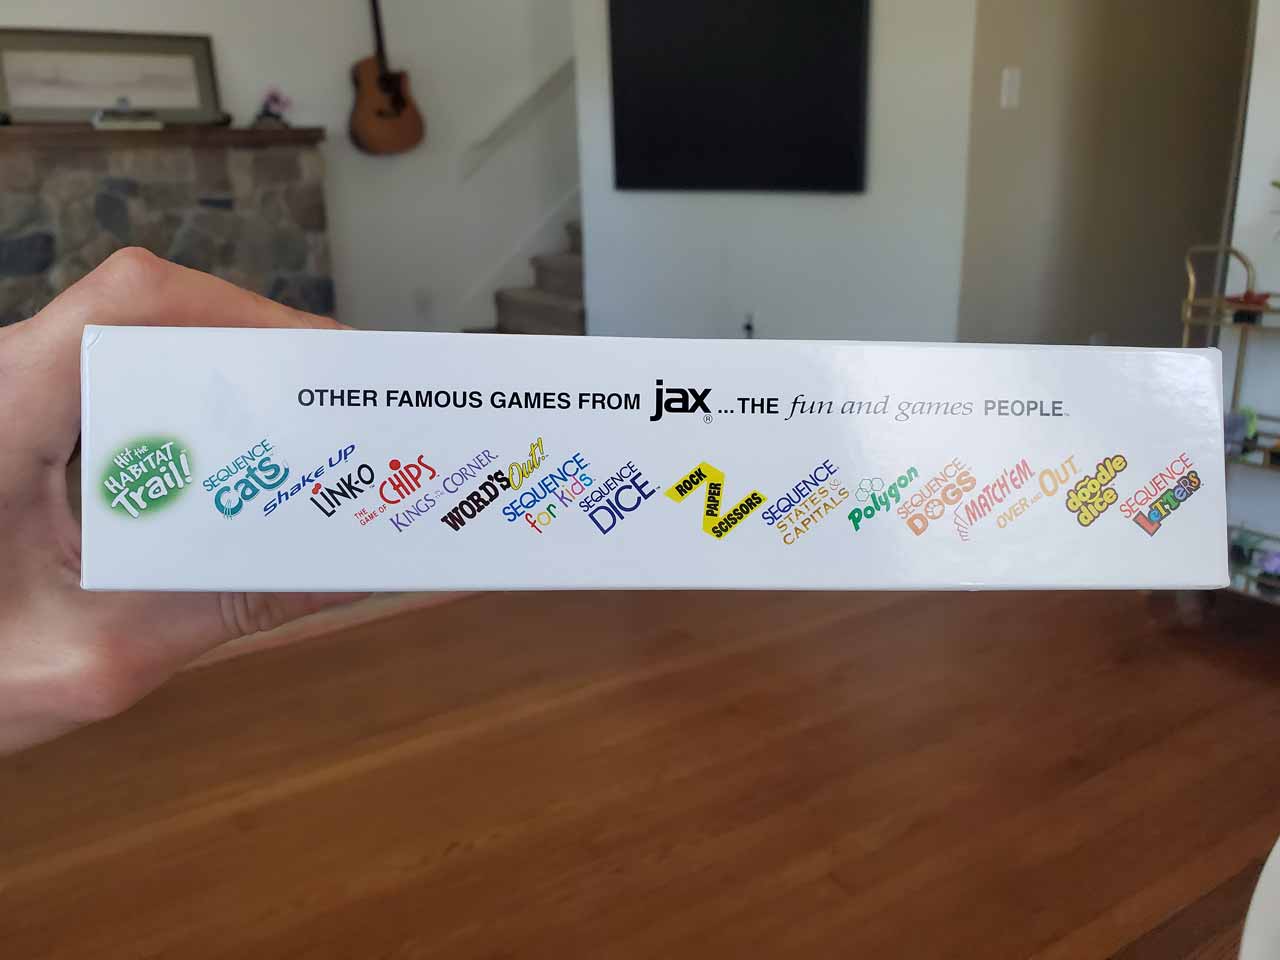 OTHER FAMOUS GAMES FROM jax® ...THE fun and games PEOPLE™
Hit the
HABITAT
Trail!
SEQUENCE
Cats
SHAKE UP
LINK-O
THE
GAME OF CHIPS
KINGS IN THE CORNER
WORD'S Out!
SEQUENCE
for kids
SEQUENCE
DICE™
ROCK
PAPER
SCISSORS
SEQUENCE
STATES &
CAPITALS
Polygon
SEQUENCE
DOGS
MATCH'EM
OVER AND OUT
doodle
dice
SEQUENCE
LeTTeRS